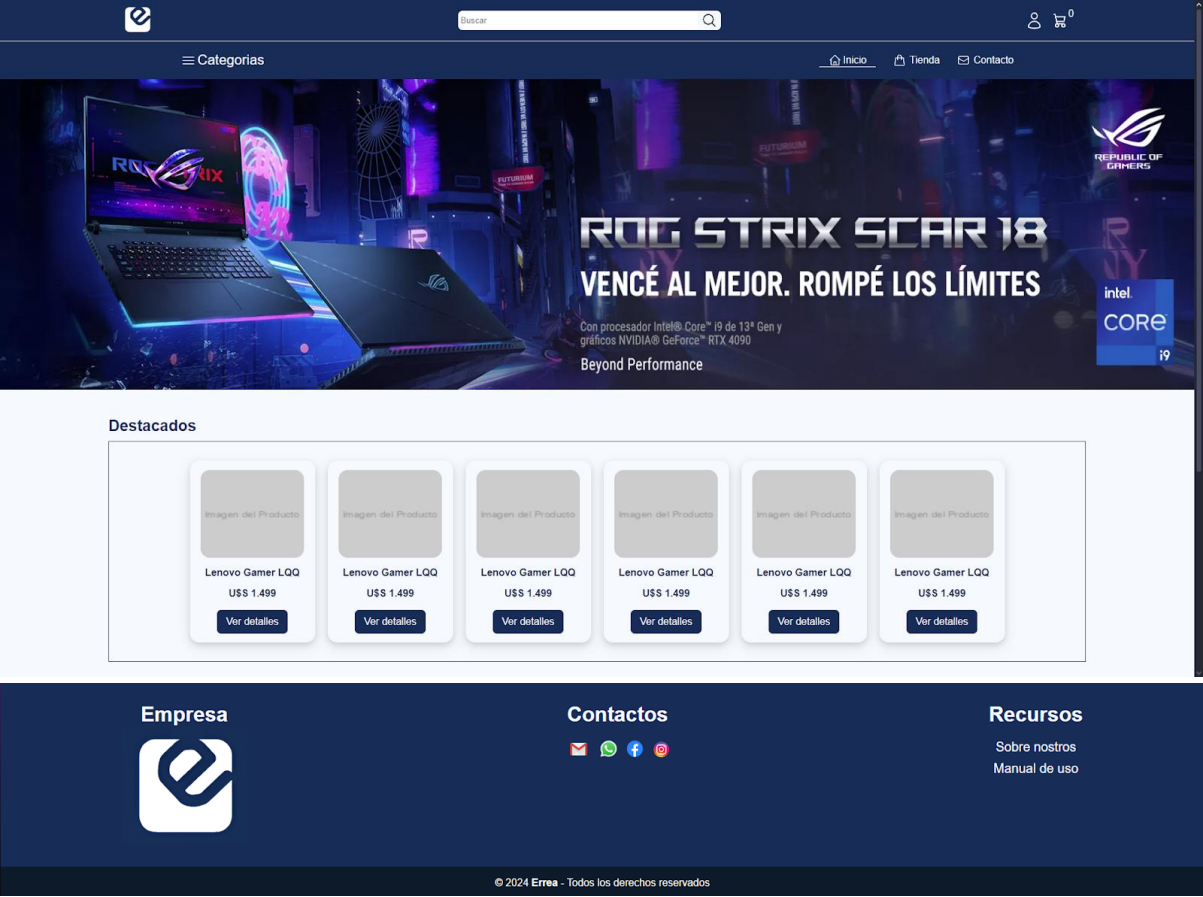 Buscar
0
Categorias
Inicio
Tienda
Contacto
FUTURIUM
FUTURIUM
REPUBLIC OF
GAMERS
ROG STRIX SCAR 18
VENCÉ AL MEJOR. ROMPÉ LOS LÍMITES
Con procesador Intel® Core™ i9 de 13ª Gen y
gráficos NVIDIA® GeForce™ RTX 4090
Beyond Performance
intel.
CORE
i9
Destacados
Imagen del Producto
Imagen del Producto
Imagen del Producto
Imagen del Producto
Imagen del Producto
Imagen del Producto
Lenovo Gamer LQQ
Lenovo Gamer LQQ
Lenovo Gamer LQQ
Lenovo Gamer LQQ
Lenovo Gamer LQQ
Lenovo Gamer LQQ
U$S 1.499
U$S 1.499
U$S 1.499
U$S 1.499
U$S 1.499
U$S 1.499
Ver detalles
Ver detalles
Ver detalles
Ver detalles
Ver detalles
Ver detalles
Empresa
Contactos
Recursos
Sobre nostros
Manual de uso
© 2024 Errea - Todos los derechos reservados